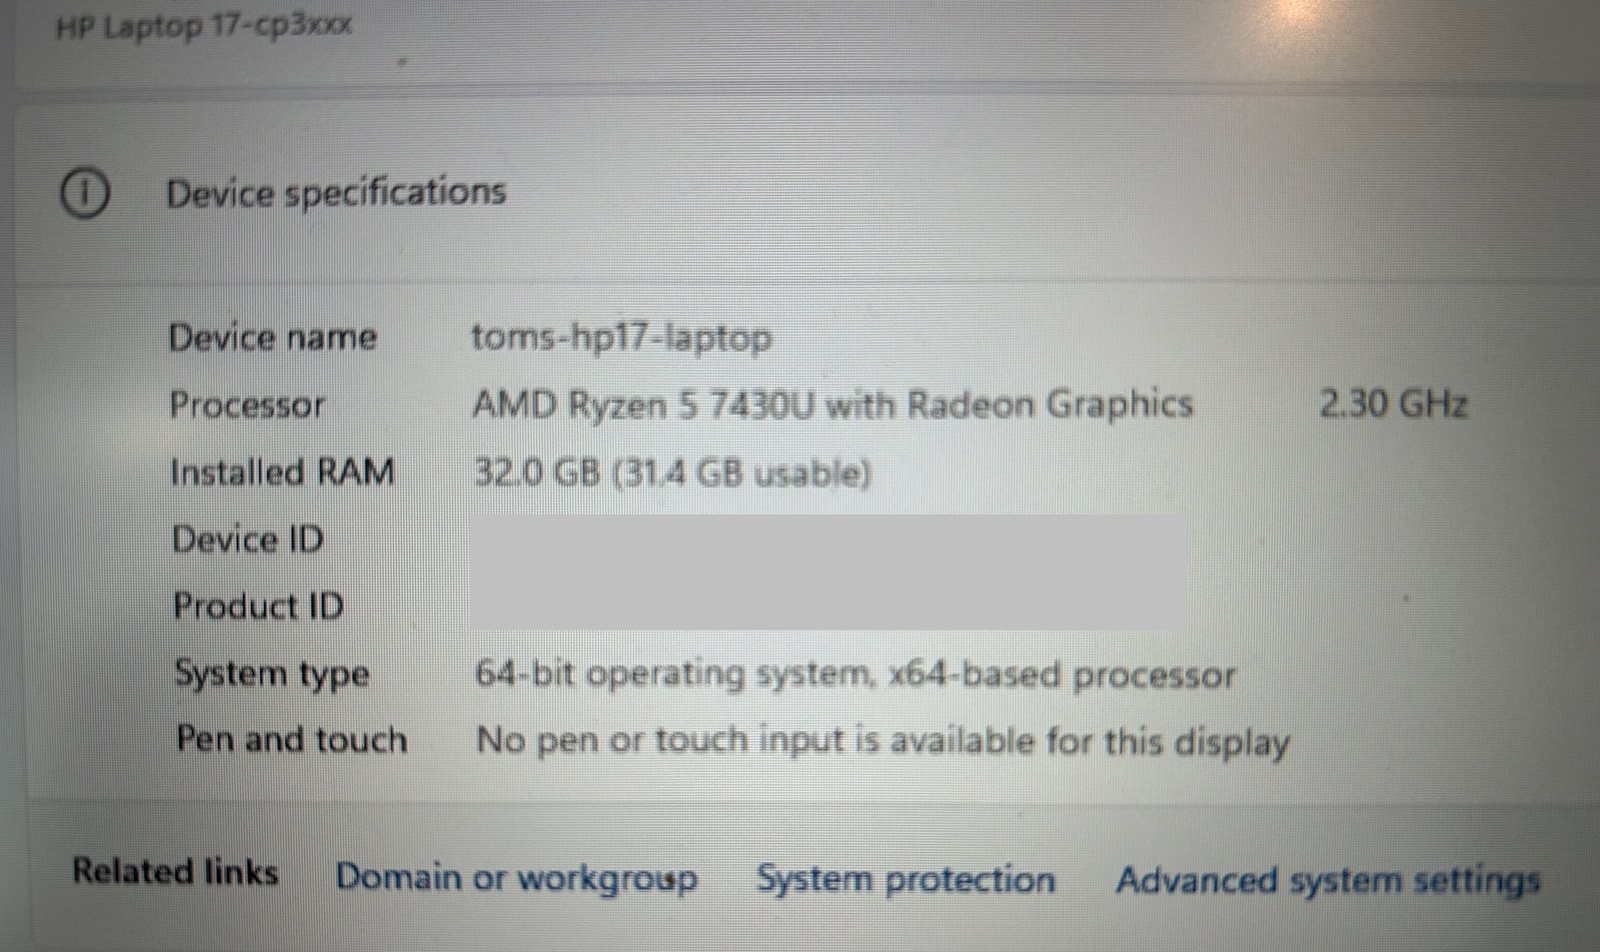 HP Laptop 17-cp3xxx
Device specifications
Device name toms-hp17-laptop
Processor AMD Ryzen 5 7430U with Radeon Graphics 2.30 GHz
Installed RAM 32.0 GB (31.4 GB usable)
Device ID
Product ID
System type 64-bit operating system, x64-based processor
Pen and touch No pen or touch input is available for this display
Related links Domain or workgroup System protection Advanced system settings